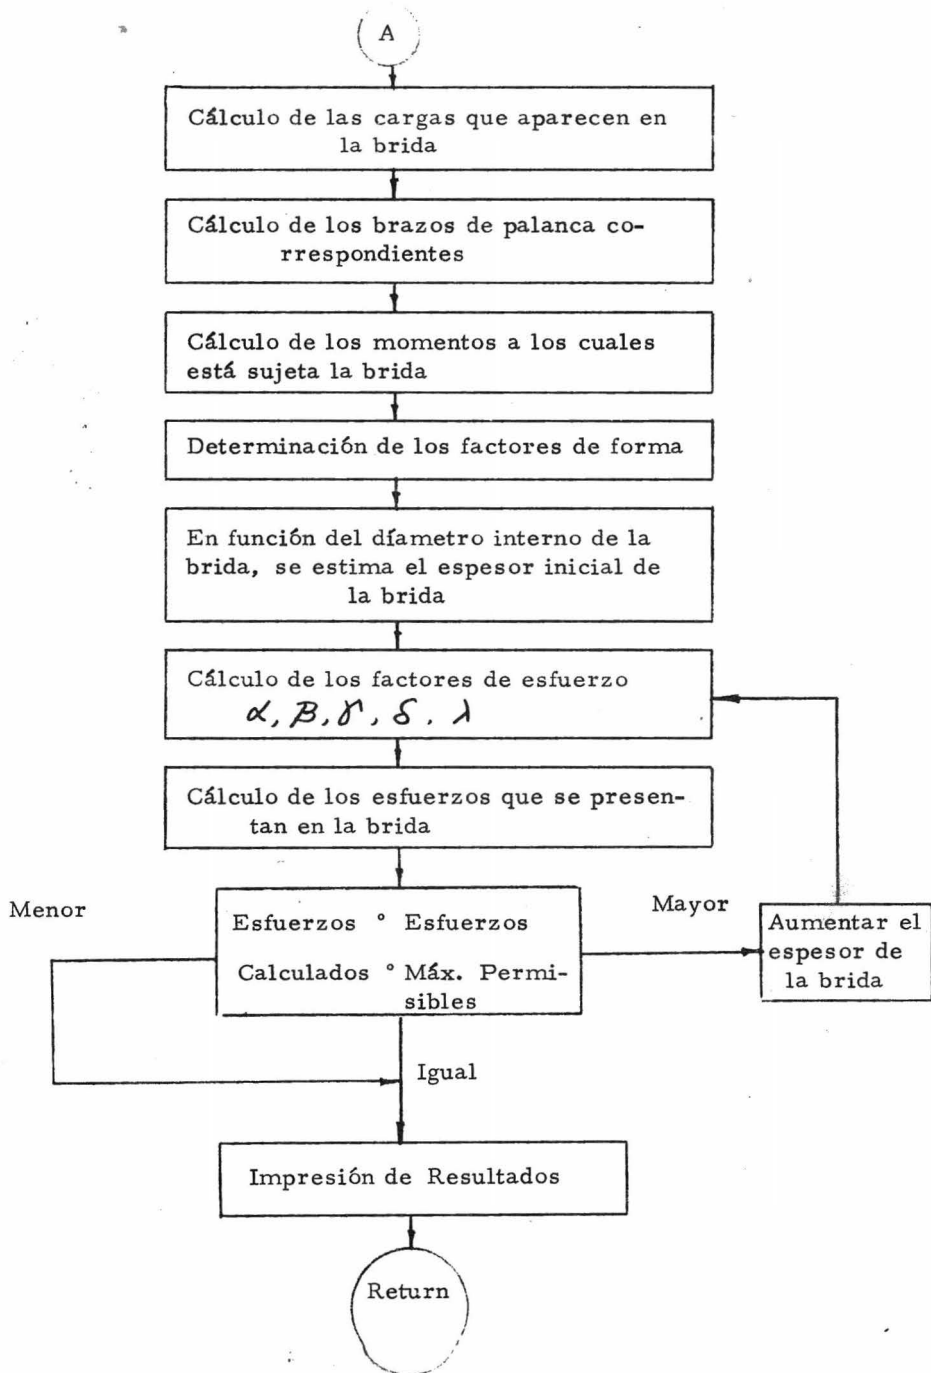 A
Cálculo de las cargas que aparecen en
la brida
Cálculo de los brazos de palanca co-
rrespondientes
Cálculo de los momentos a los cuales
está sujeta la brida
Determinación de los factores de forma
En función del díametro interno de la
brida, se estima el espesor inicial de
la brida
Cálculo de los factores de esfuerzo
α, β, γ, δ. λ
Cálculo de los esfuerzos que se presen-
tan en la brida
Menor
Esfuerzos ° Esfuerzos
Calculados ° Máx. Permi-
sibles
Mayor
Aumentar el
espesor de
la brida
Igual
Impresión de Resultados
Return